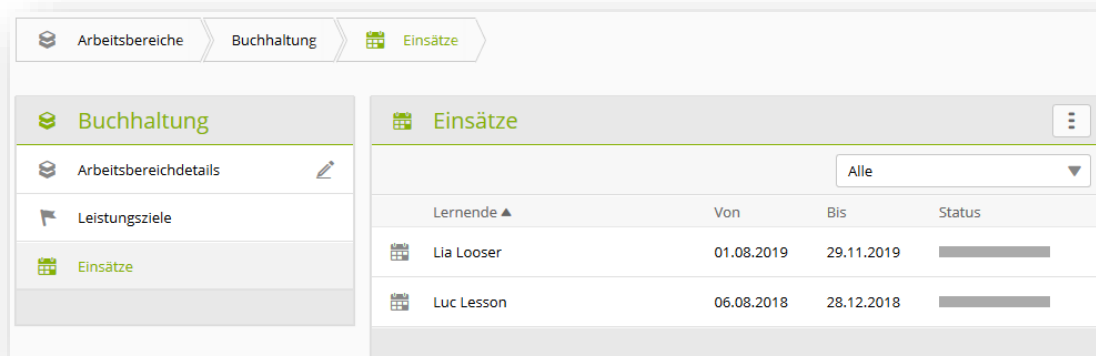 Arbeitsbereiche Buchhaltung Einsätze
Buchhaltung
Arbeitsbereichdetails
Leistungsziele
Einsätze
Einsätze
Alle
Lernende ▲ Von Bis Status
Lia Looser 01.08.2019 29.11.2019
Luc Lesson 06.08.2018 28.12.2018